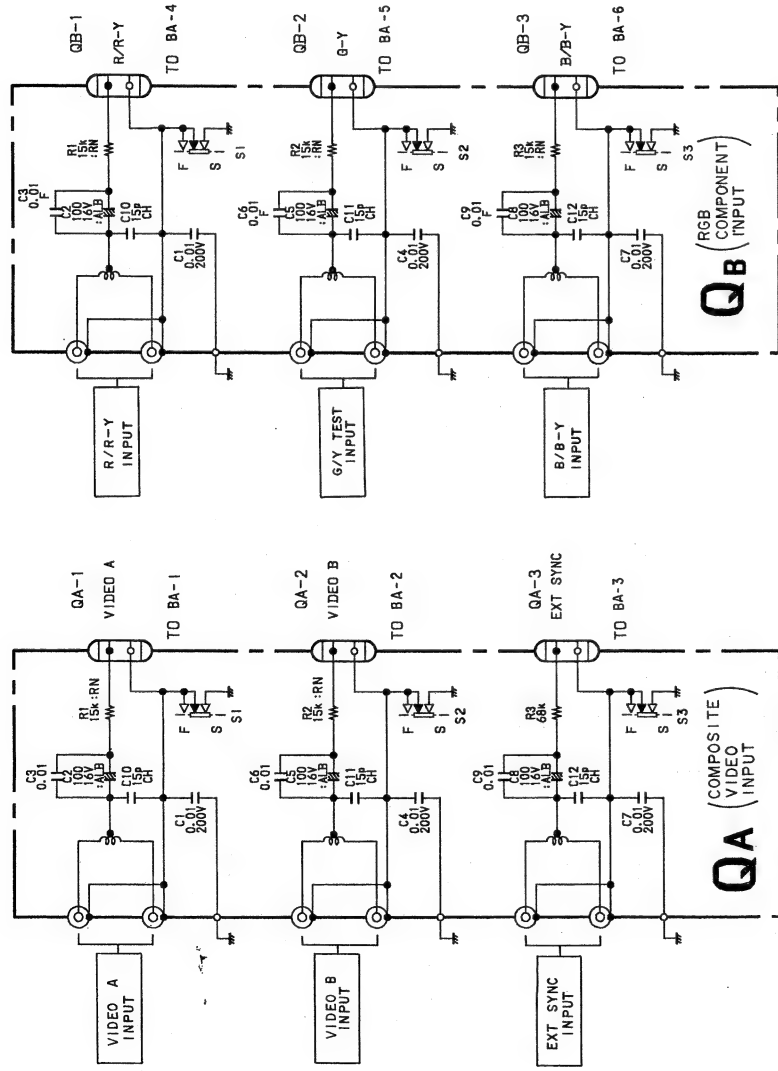 QB-1
R/R-Y
TO BA-4
R1
15k
:RN
C3
0.01
F
C2
100
16V
:ALB
C10
15p
CH
C1
0.01
200V
F
S
S1
R/R-Y
INPUT
QB-2
G-Y
TO BA-5
R2
15k
:RN
C6
0.01
F
C5
100
16V
:ALB
C11
15p
CH
C4
0.01
200V
F
S
S2
G/Y TEST
INPUT
QB-3
B/B-Y
TO BA-6
R3
15k
:RN
C9
0.01
F
C8
100
16V
:ALB
C12
15p
CH
C7
0.01
200V
F
S
S3
B/B-Y
INPUT
QB
(RGB
COMPONENT
INPUT)
QA-1
VIDEO A
TO BA-1
R1
15k:RN
C3
0.01
C2
100
16V
:ALB
C10
15p
CH
C1
0.01
200V
F
S
S1
VIDEO A
INPUT
QA-2
VIDEO B
TO BA-2
R2
15k:RN
C6
0.01
C5
100
16V
:ALB
C11
15p
CH
C4
0.01
200V
F
S
S2
VIDEO B
INPUT
QA-3
EXT SYNC
TO BA-3
R3
68k
C9
0.01
C8
100
16V
:ALB
C12
15p
CH
C7
0.01
200V
F
S
S3
EXT SYNC
INPUT
QA
(COMPOSITE
VIDEO
INPUT)